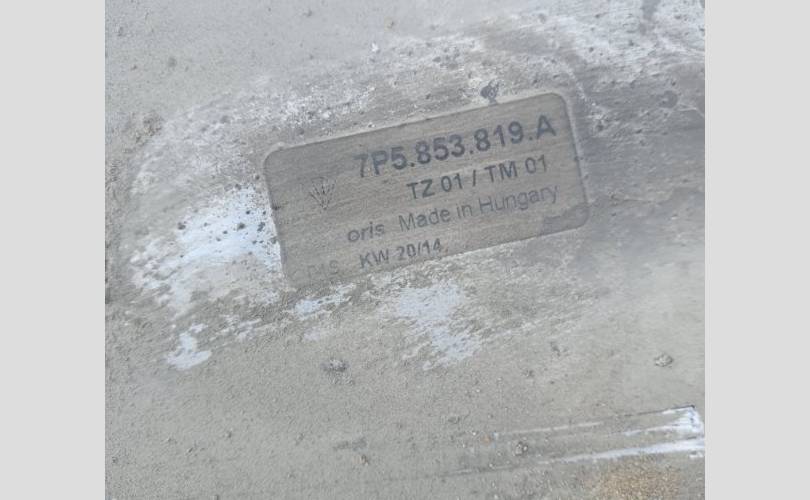 7P5.853.819.A
TZ 01 / TM 01
oris Made in Hungary
KW 20/14